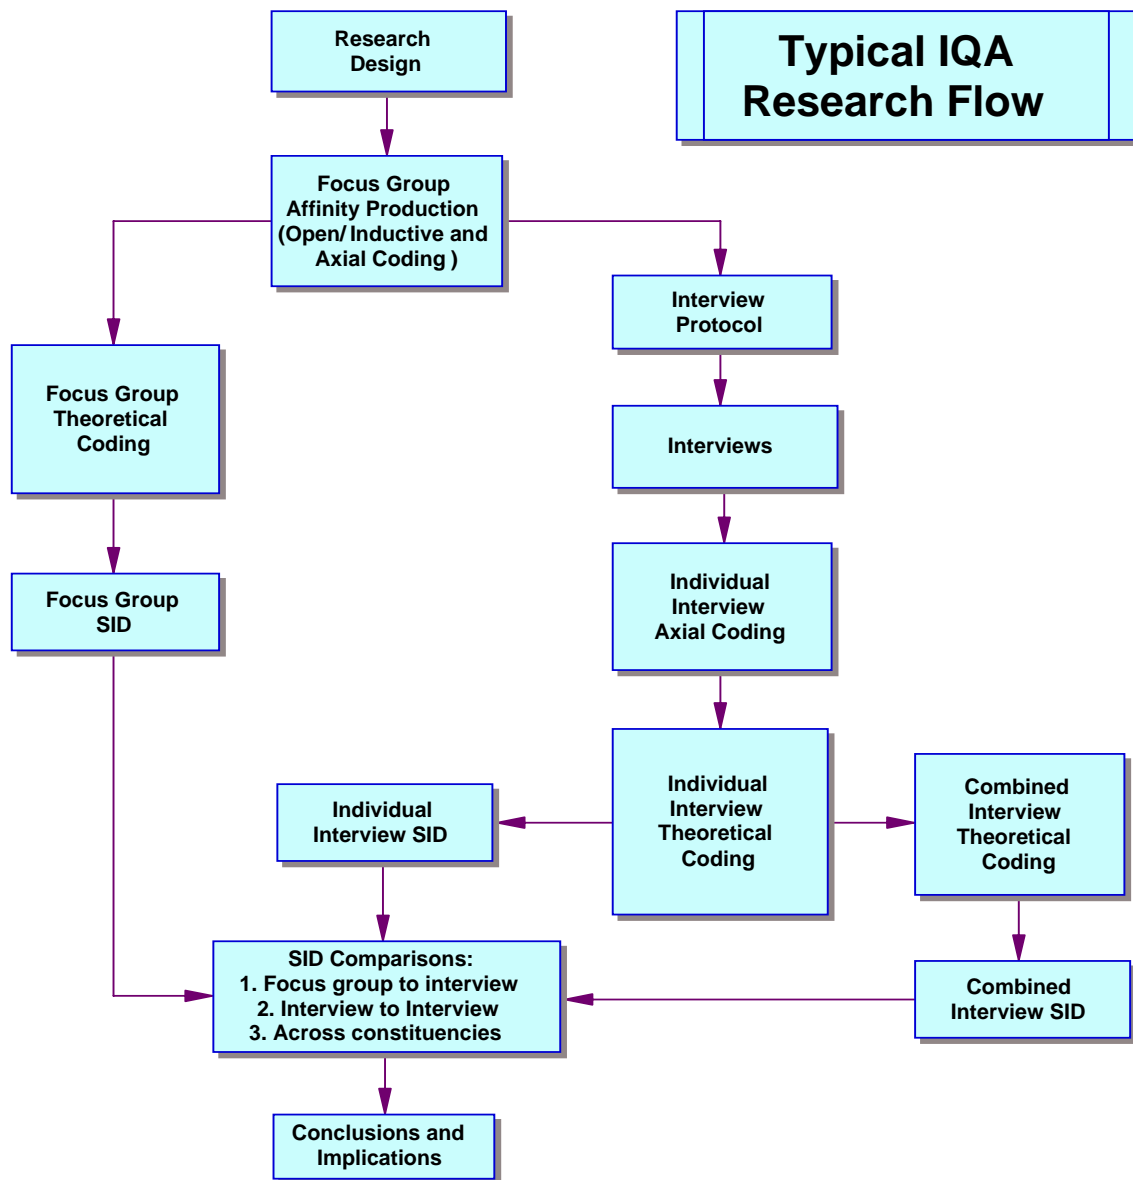 Research
Design
Typical IQA
Research Flow
Focus Group
Affinity Production
(Open/ Inductive and
Axial Coding )
Interview
Protocol
Focus Group
Theoretical
Coding
Interviews
Individual
Interview
Axial Coding
Focus Group
SID
Individual
Interview
Theoretical
Coding
Combined
Interview
Theoretical
Coding
Individual
Interview SID
SID Comparisons:
1. Focus group to interview
2. Interview to Interview
3. Across constituencies
Combined
Interview SID
Conclusions and
Implications